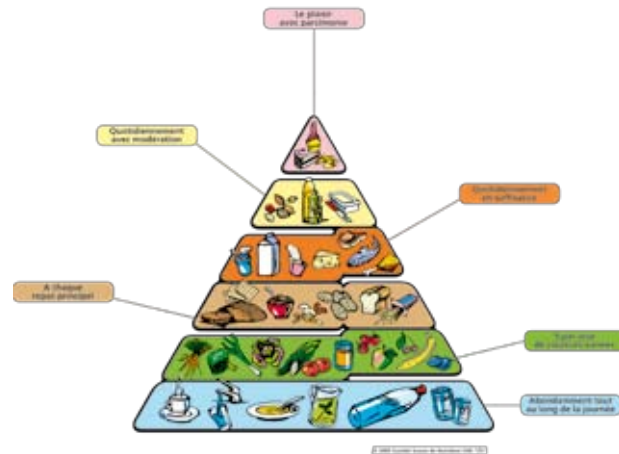 Le plaisir
avec parcimonie
Quotidiennement
avec modération
Quotidiennement
en suffisance
A chaque
repas principal
5 par jour
de couleurs variées
Abondamment tout
au long de la journée